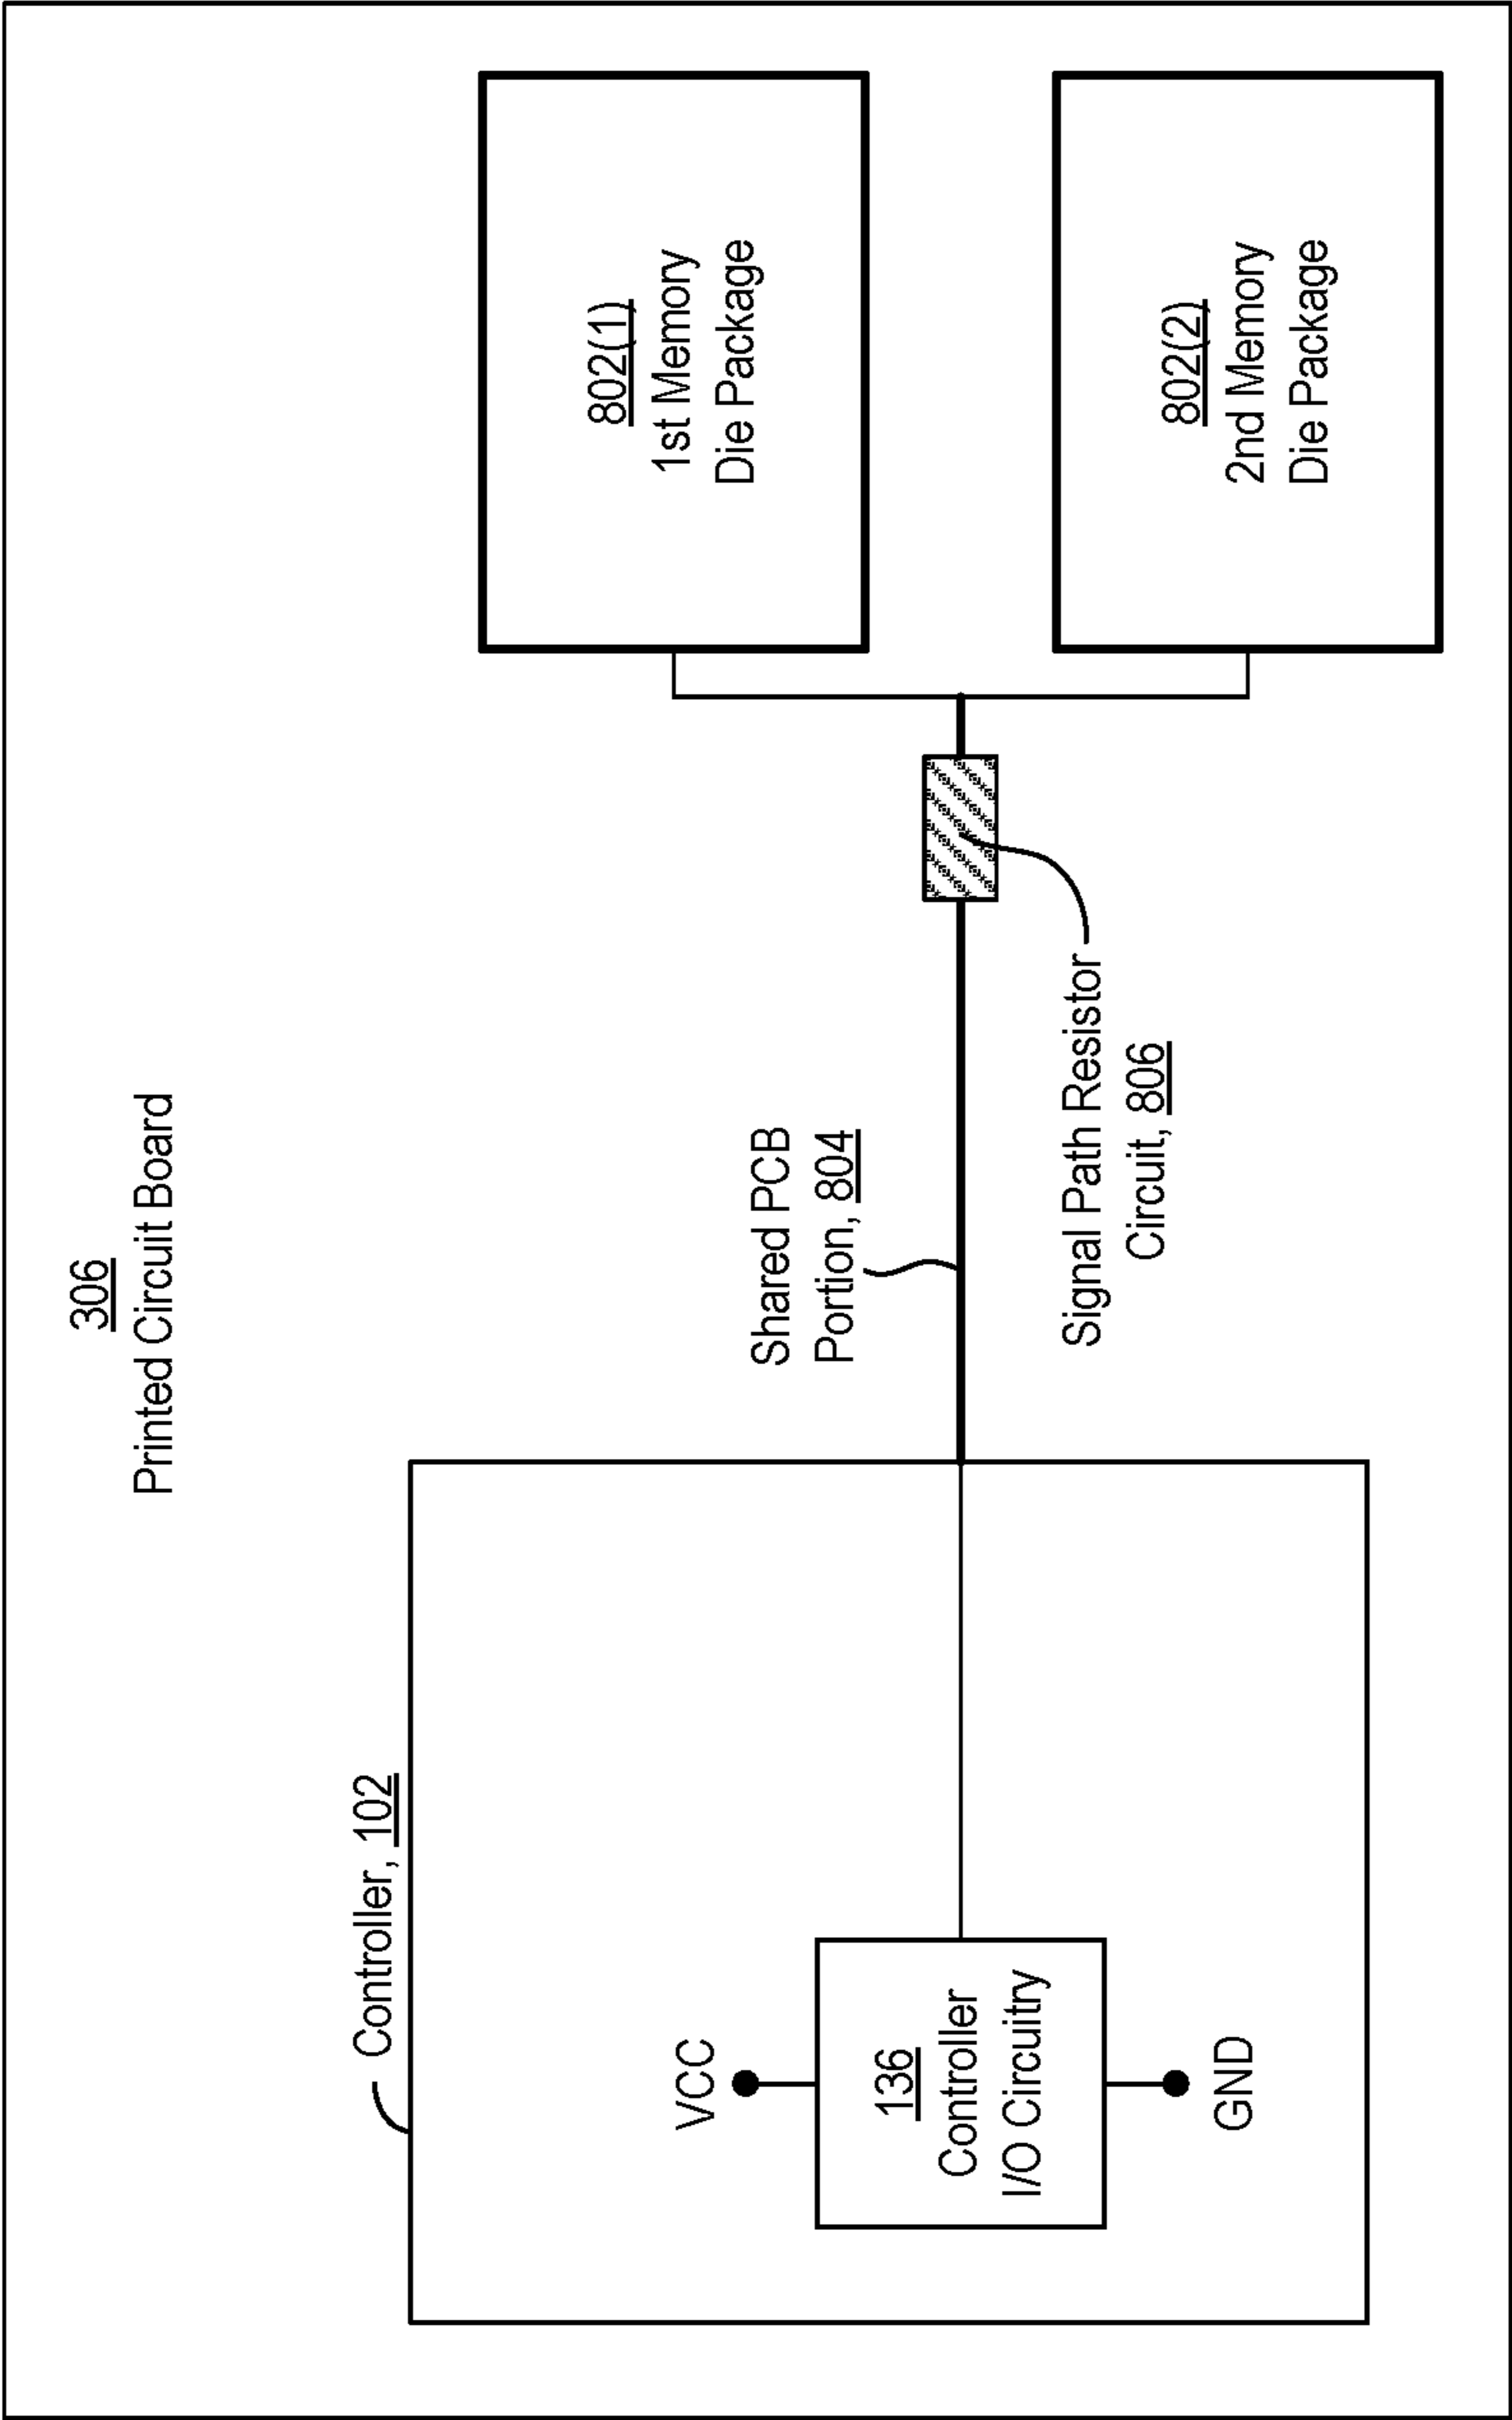 306
Printed Circuit Board
Controller, 102
VCC
136
Controller
I/O Circuitry
GND
Shared PCB
Portion, 804
Signal Path Resistor
Circuit, 806
802(1)
1st Memory
Die Package
802(2)
2nd Memory
Die Package